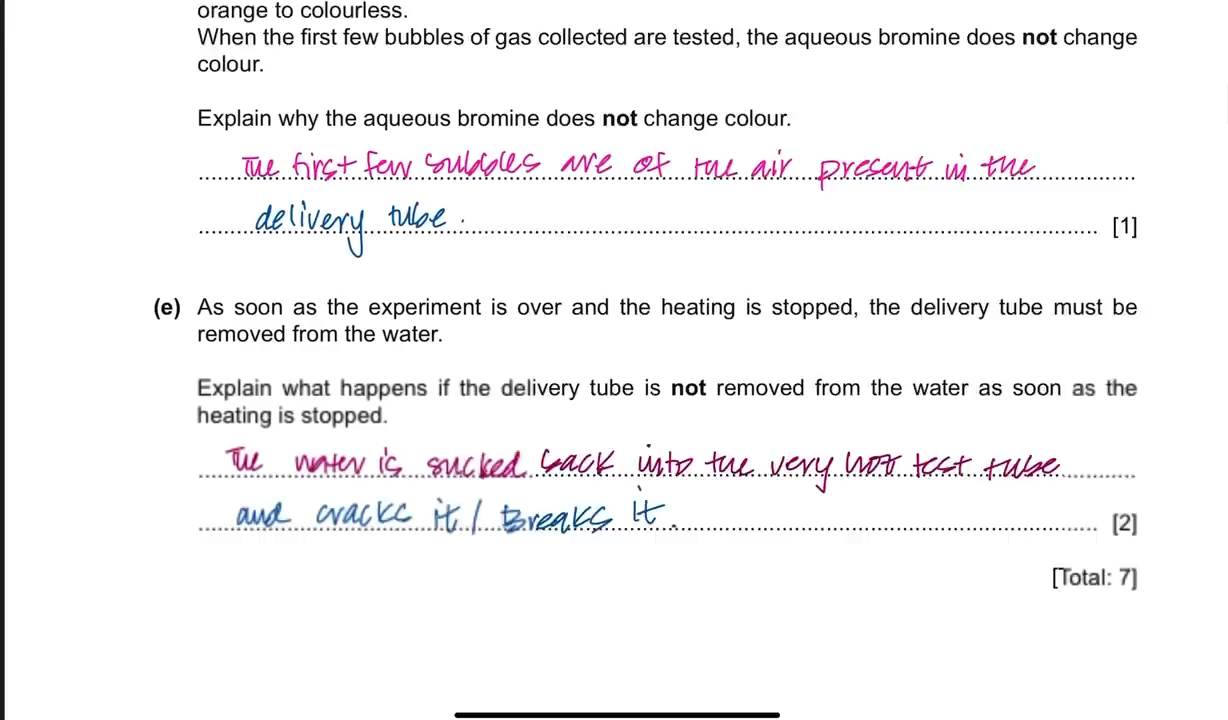 orange to colourless.
When the first few bubbles of gas collected are tested, the aqueous bromine does not change
colour.
Explain why the aqueous bromine does not change colour.
The first few bubbles are of the air present in the
delivery tube. [1]
(e) As soon as the experiment is over and the heating is stopped, the delivery tube must be
removed from the water.
Explain what happens if the delivery tube is not removed from the water as soon as the
heating is stopped.
The water is sucked back into the very hot test tube
and cracks it / Breaks it. [2]
[Total: 7]